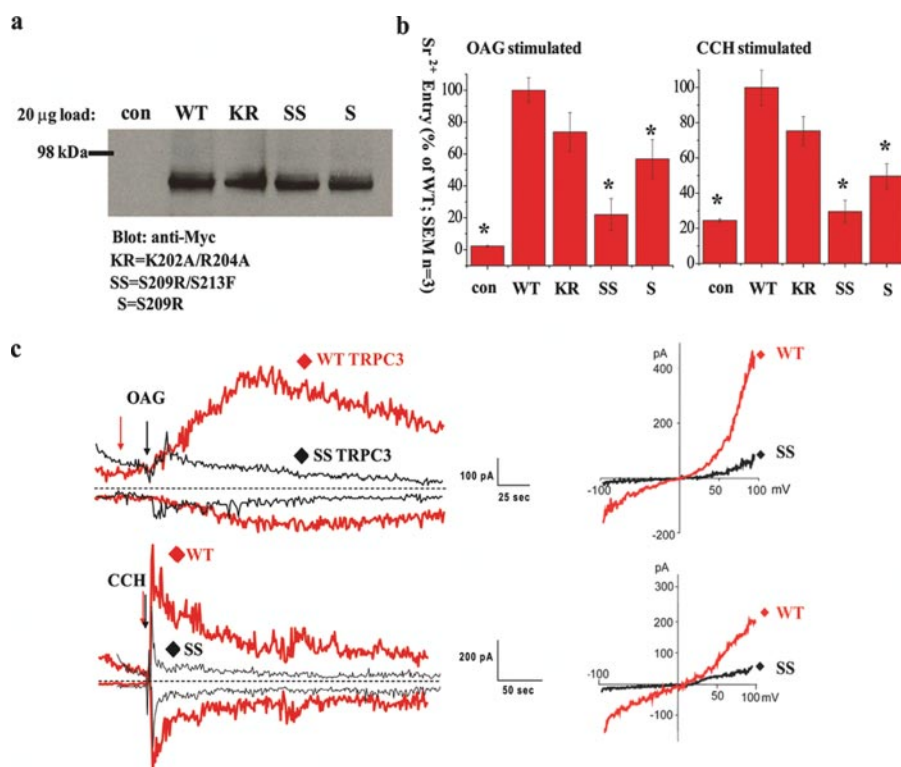 a
20 µg load: con WT KR SS S
98 kDa
Blot: anti-Myc
KR=K202A/R204A
SS=S209R/S213F
S=S209R
b
OAG stimulated
CCH stimulated
Sr2+ Entry (% of WT; SEM n=3)
100
80
60
40
20
0
* * *
con WT KR SS S
100
80
60
40
20
0
* * *
con WT KR SS S
c
OAG
WT TRPC3
SS TRPC3
100 pA
25 sec
pA
400
200
-100
50
100
mV
-200
WT
SS
CCH
WT
SS
200 pA
50 sec
pA
300
200
100
-100
50
100 mV
-100
WT
SS